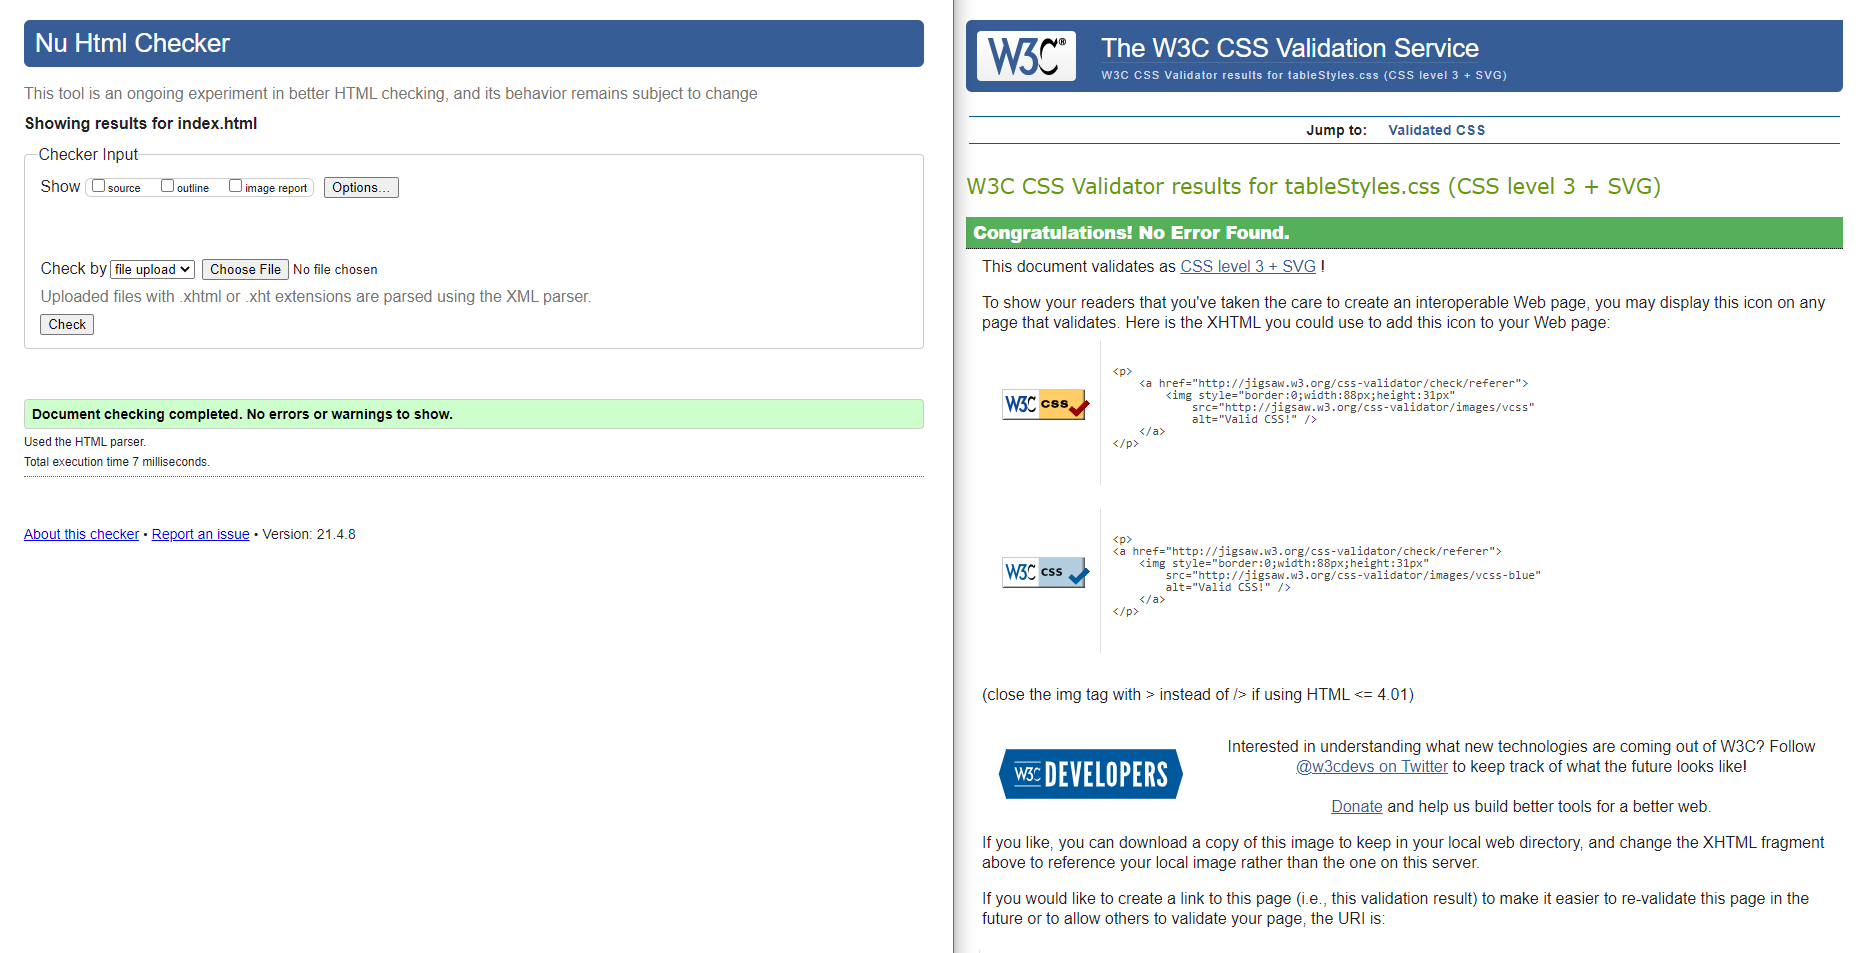 Nu Html Checker
This tool is an ongoing experiment in better HTML checking, and its behavior remains subject to change
Showing results for index.html
Checker Input
Show source outline image report Options...
Check by file upload Choose File No file chosen
Uploaded files with .xhtml or .xht extensions are parsed using the XML parser.
Check
Document checking completed. No errors or warnings to show.
Used the HTML parser.
Total execution time 7 milliseconds.
About this checker • Report an issue • Version: 21.4.8
W3C®
The W3C CSS Validation Service
W3C CSS Validator results for tableStyles.css (CSS level 3 + SVG)
Jump to: Validated CSS
W3C CSS Validator results for tableStyles.css (CSS level 3 + SVG)
Congratulations! No Error Found.
This document validates as CSS level 3 + SVG !
To show your readers that you've taken the care to create an interoperable Web page, you may display this icon on any
page that validates. Here is the XHTML you could use to add this icon to your Web page:
W3C css
<p>
<a href="http://jigsaw.w3.org/css-validator/check/referer">
<img style="border:0;width:88px;height:31px"
src="http://jigsaw.w3.org/css-validator/images/vcss"
alt="Valid CSS!" />
</a>
</p>
W3C css
<p>
<a href="http://jigsaw.w3.org/css-validator/check/referer">
<img style="border:0;width:88px;height:31px"
src="http://jigsaw.w3.org/css-validator/images/vcss-blue"
alt="Valid CSS!" />
</a>
</p>
(close the img tag with > instead of /> if using HTML <= 4.01)
W3C DEVELOPERS
Interested in understanding what new technologies are coming out of W3C? Follow
@w3cdevs on Twitter to keep track of what the future looks like!
Donate and help us build better tools for a better web.
If you like, you can download a copy of this image to keep in your local web directory, and change the XHTML fragment
above to reference your local image rather than the one on this server.
If you would like to create a link to this page (i.e., this validation result) to make it easier to re-validate this page in the
future or to allow others to validate your page, the URI is: